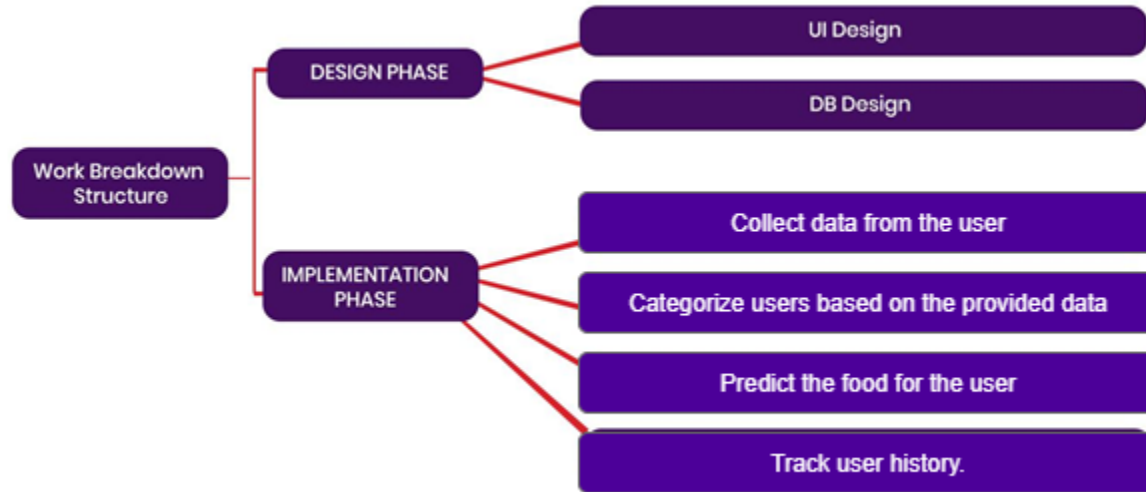 Work Breakdown
Structure
DESIGN PHASE
UI Design
DB Design
IMPLEMENTATION
PHASE
Collect data from the user
Categorize users based on the provided data
Predict the food for the user
Track user history.